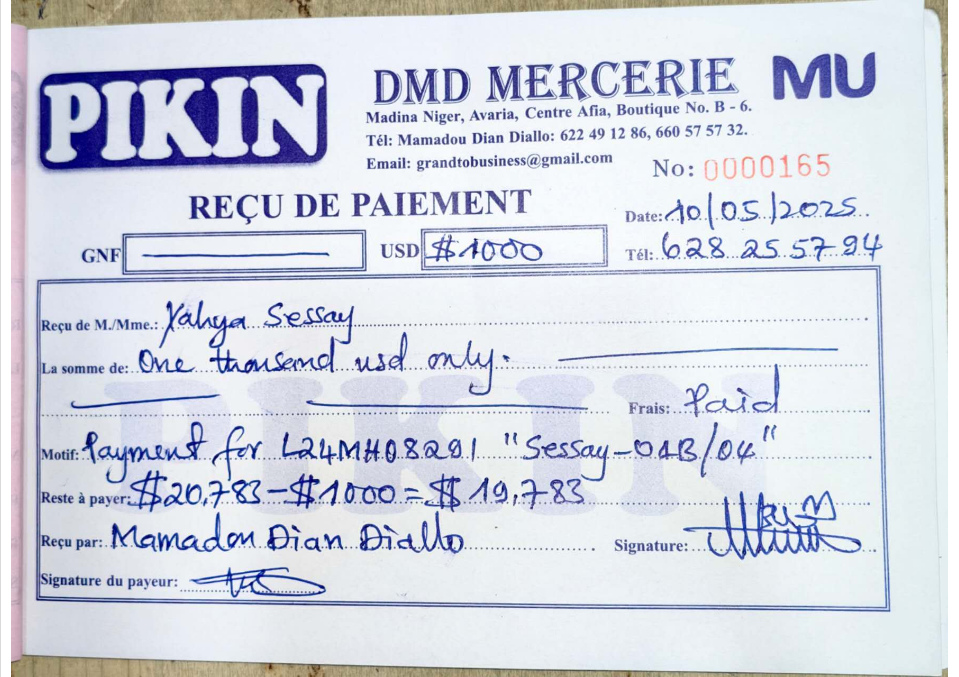 PIKIN
DMD MERCERIE MU
Madina Niger, Avaria, Centre Afia, Boutique No. B - 6.
Tél: Mamadou Dian Diallo: 622 49 12 86, 660 57 57 32.
Email: grandtobusiness@gmail.com
No: 0000165
REÇU DE PAIEMENT
Date: 10/05/2025
GNF USD $1000
Tél: 628 25 57 94
Reçu de M./Mme.: Yahya Sessay
La somme de: One thousand usd only.
Frais: Paid
Motif: Payment for L24MH08291 "Sessay-01B/04"
Reste à payer: $20,783-$1000=$19,783
Reçu par: Mamadou Dian Diallo Signature:
Signature du payeur:
PIKIN